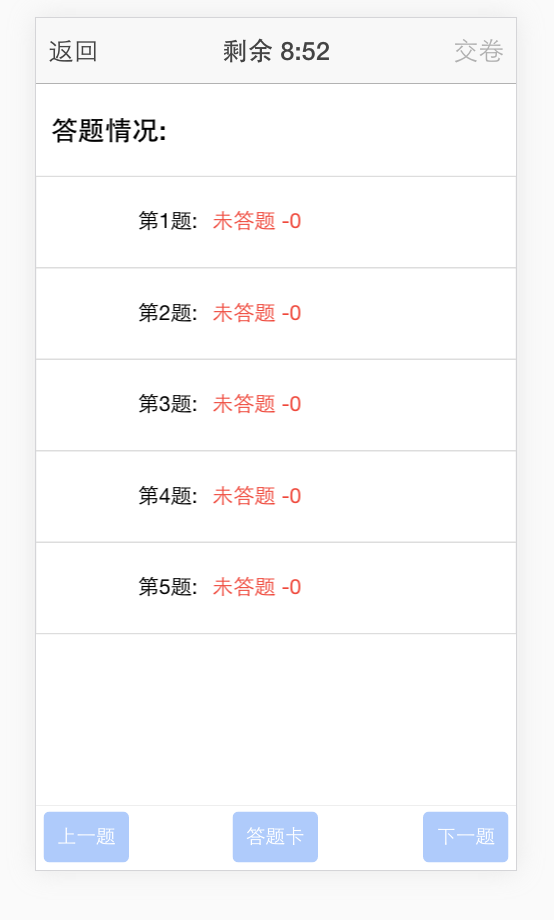 返回 剩余 8:52 交卷
答题情况:
第1题: 未答题 -0
第2题: 未答题 -0
第3题: 未答题 -0
第4题: 未答题 -0
第5题: 未答题 -0
上一题 答题卡 下一题